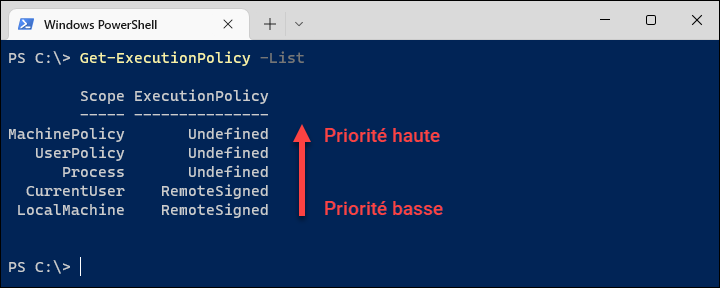 Windows PowerShell
PS C:\> Get-ExecutionPolicy -List
Scope ExecutionPolicy
----- ---------------
MachinePolicy Undefined
UserPolicy Undefined
Process Undefined
CurrentUser RemoteSigned
LocalMachine RemoteSigned
Priorité haute
Priorité basse
PS C:\>